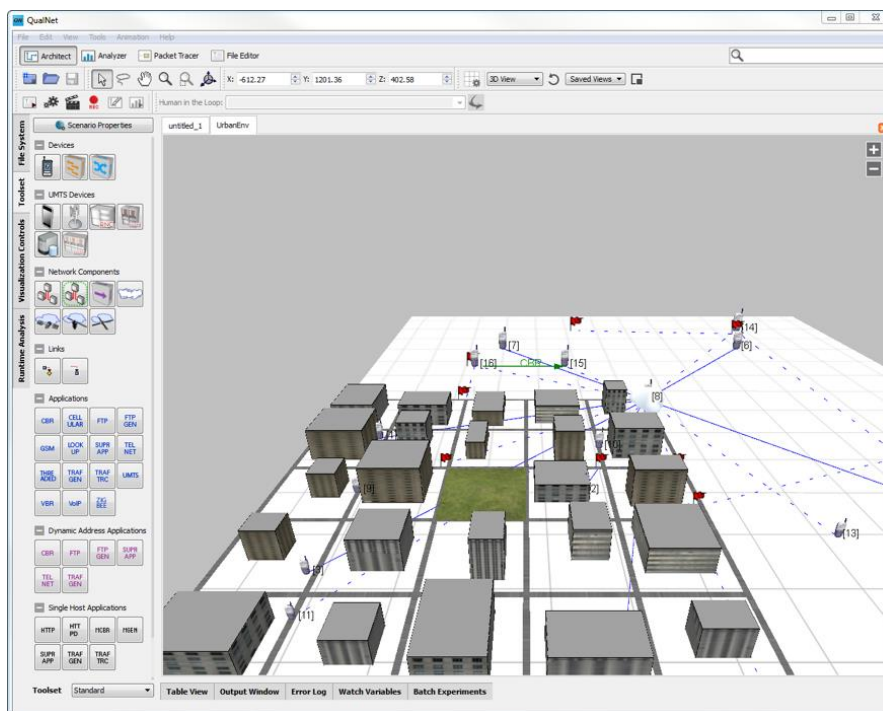 QualNet
File Edit View Tools Animation Help
Architect Analyzer Packet Tracer File Editor
X: -612.27 Y: 1201.36 Z: 402.58 3D View Saved Views
Human in the Loop:
Scenario Properties
untitled_1 UrbanEnv
File System
Toolset
Visualization Controls
Runtime Analysis
Devices
UMTS Devices
Network Components
Links
Applications
CBR CELL ULAR FTP FTP GEN
GSM LOOK UP SUPR APP TEL NET
THRE ADED TRAF GEN TRAF TRC UMTS
VBR VoIP ZIG BEE
Dynamic Address Applications
CBR FTP FTP GEN SUPR APP
TEL NET TRAF GEN
Single Host Applications
HTTP HTT PD MCBR MGEN
SUPR APP TRAF GEN TRAF TRC
[14]
[7] [6]
[16] CBR [15]
[8]
[10]
[9] 2]
[13]
[3]
[11]
Toolset Standard
Table View Output Window Error Log Watch Variables Batch Experiments